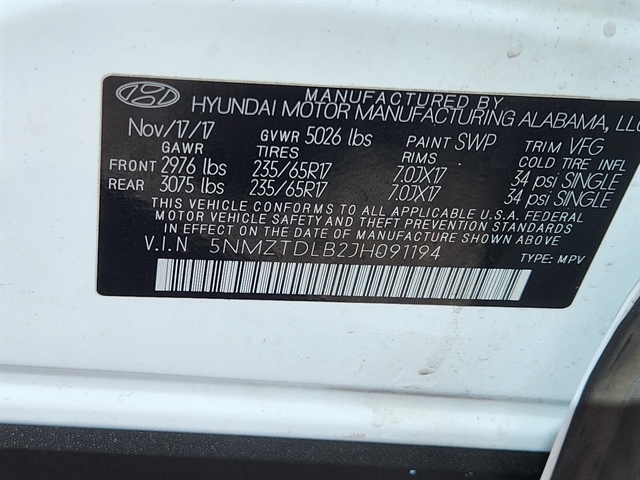 MANUFACTURED BY
HYUNDAI MOTOR MANUFACTURING ALABAMA, LLC
Nov/17/17 GVWR 5026 lbs PAINT SWP TRIM VFG
GAWR TIRES RIMS COLD TIRE INFL
FRONT 2976 lbs 235/65R17 7.0JX17 34 psi SINGLE
REAR 3075 lbs 235/65R17 7.0JX17 34 psi SINGLE
THIS VEHICLE CONFORMS TO ALL APPLICABLE FEDERAL
MOTOR VEHICLE SAFETY AND THEFT PREVENTION STANDARDS
IN EFFECT ON THE DATE OF MANUFACTURE SHOWN ABOVE.
V.I.N 5NMZTDLB2JH091194 TYPE: MPV